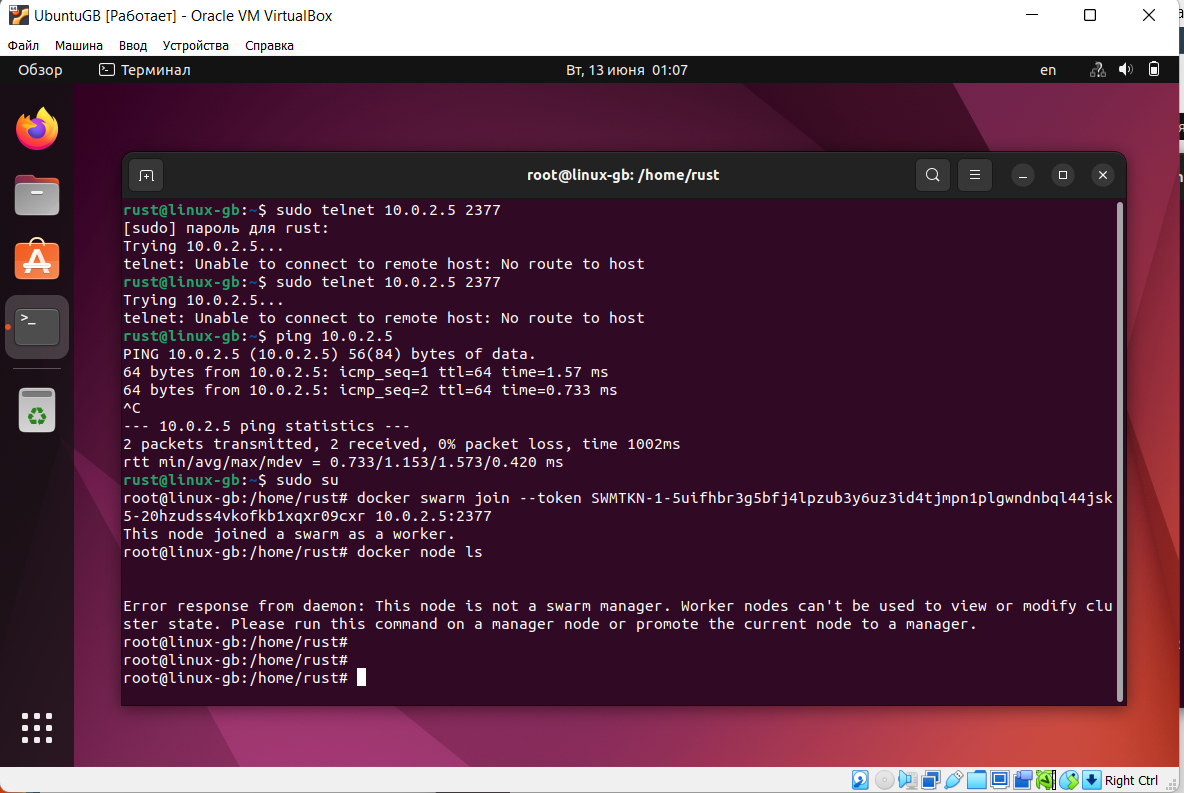 UbuntuGB [Работает] - Oracle VM VirtualBox
Файл Машина Ввод Устройства Справка
Обзор Терминал Вт, 13 июня 01:07 en
root@linux-gb: /home/rust
rust@linux-gb:~$ sudo telnet 10.0.2.5 2377
[sudo] пароль для rust:
Trying 10.0.2.5...
telnet: Unable to connect to remote host: No route to host
rust@linux-gb:~$ sudo telnet 10.0.2.5 2377
Trying 10.0.2.5...
telnet: Unable to connect to remote host: No route to host
rust@linux-gb:~$ ping 10.0.2.5
PING 10.0.2.5 (10.0.2.5) 56(84) bytes of data.
64 bytes from 10.0.2.5: icmp_seq=1 ttl=64 time=1.57 ms
64 bytes from 10.0.2.5: icmp_seq=2 ttl=64 time=0.733 ms
^C
--- 10.0.2.5 ping statistics ---
2 packets transmitted, 2 received, 0% packet loss, time 1002ms
rtt min/avg/max/mdev = 0.733/1.153/1.573/0.420 ms
rust@linux-gb:~$ sudo su
root@linux-gb:/home/rust# docker swarm join --token SWMTKN-1-5uifhbr3g5bfj4lpzub3y6uz3id4tjmpn1plgwndnbql44jsk
5-20hzudss4vkofkb1xqxr09cxr 10.0.2.5:2377
This node joined a swarm as a worker.
root@linux-gb:/home/rust# docker node ls
Error response from daemon: This node is not a swarm manager. Worker nodes can't be used to view or modify clu
ster state. Please run this command on a manager node or promote the current node to a manager.
root@linux-gb:/home/rust#
root@linux-gb:/home/rust#
root@linux-gb:/home/rust#
Right Ctrl